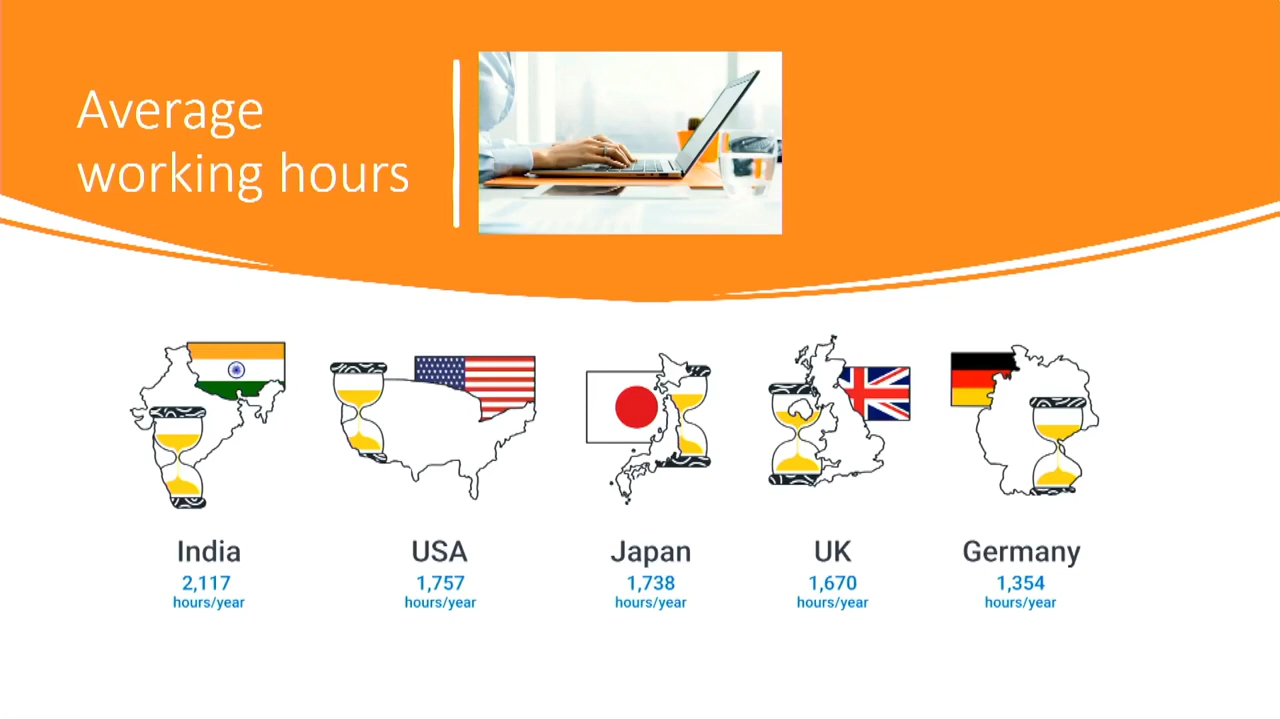 Average
working hours
India
2,117
hours/year
USA
1,757
hours/year
Japan
1,738
hours/year
UK
1,670
hours/year
Germany
1,354
hours/year